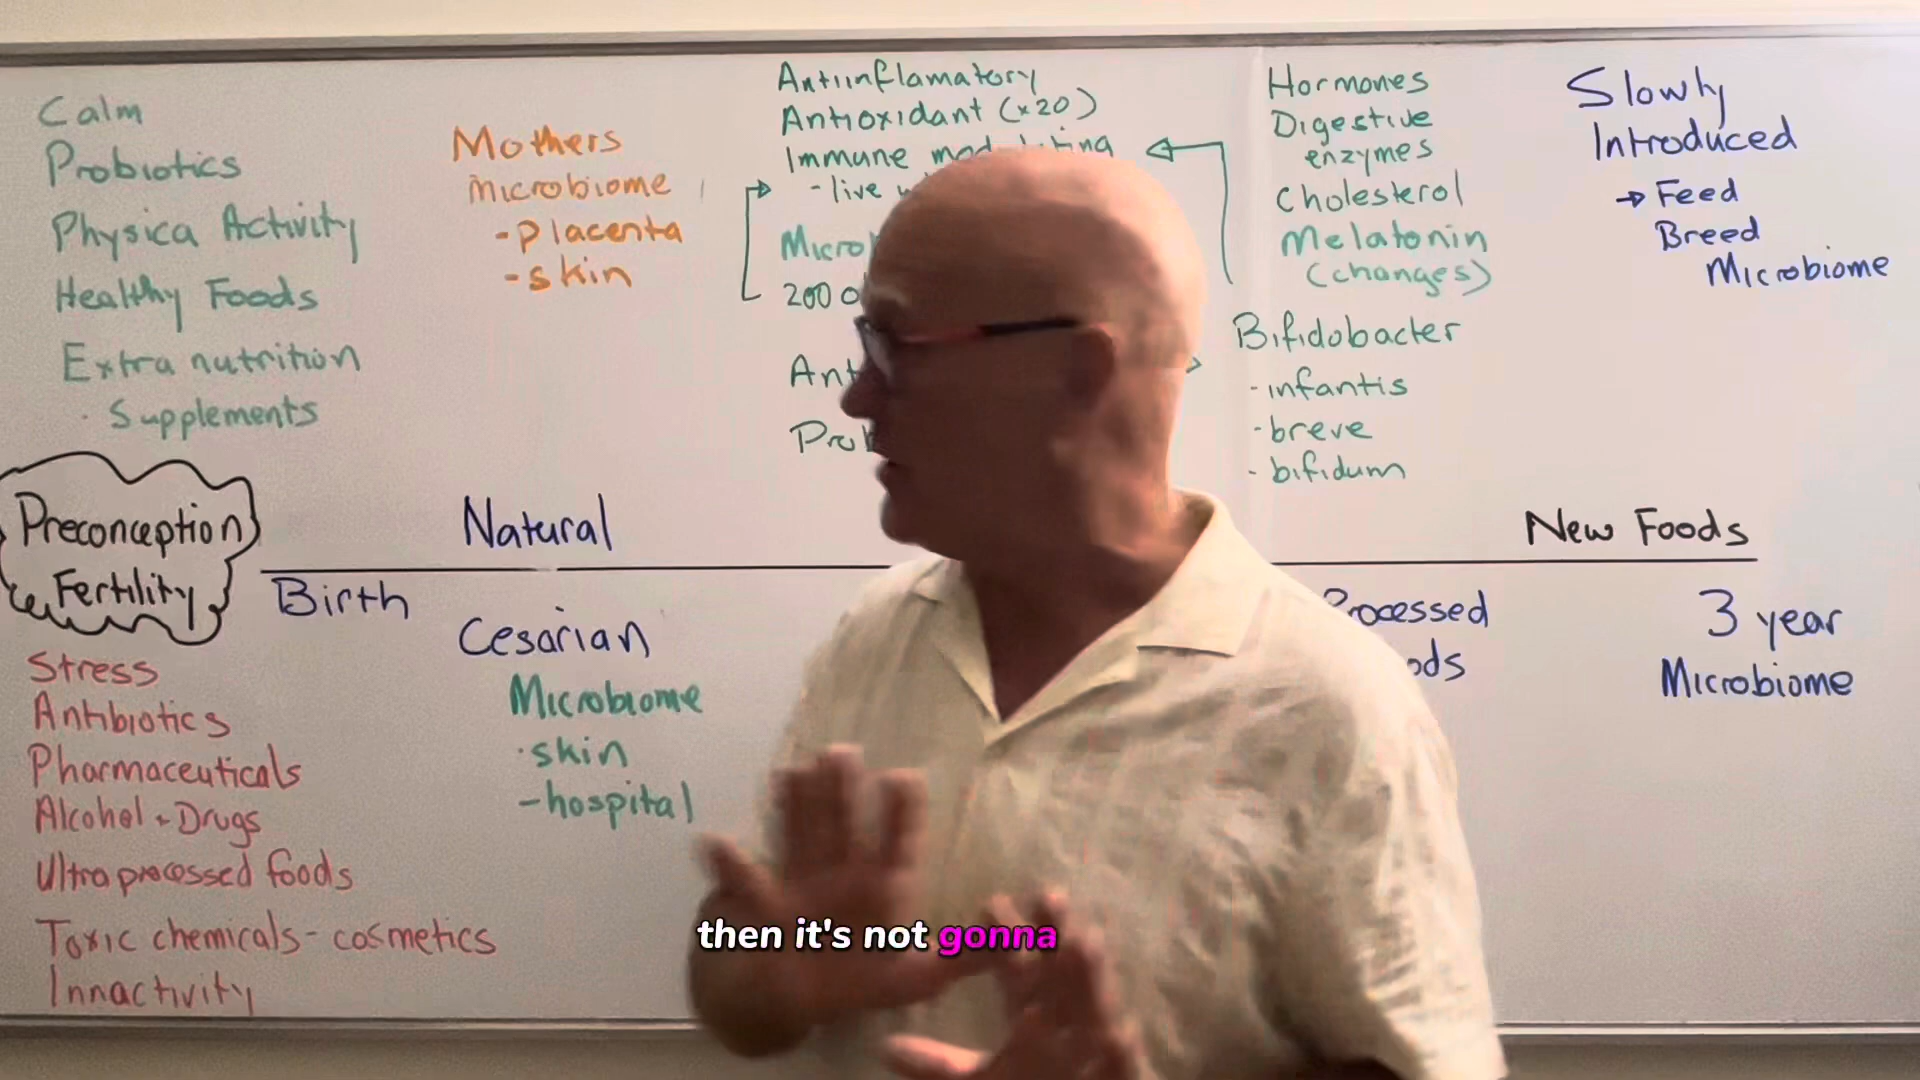 Calm
Probiotics
Physica Activity
Healthy Foods
Extra nutrition
· Supplements
Preconception
Fertility
Stress
Antibiotics
Pharmaceuticals
Alcohol + Drugs
Ultraprocessed foods
Toxic chemicals - cosmetics
Innactivity
Mothers
Microbiome
- Placenta
- skin
Natural
Birth
Cesarian
Microbiome
· skin
- hospital
Antiinflamatory
Antioxidant (x20)
Immune
- live
200
Hormones
Digestive
enzymes
Cholesterol
Melatonin
(changes)
Bifidobacter
- infantis
- breve
- bifidum
Slowly
Introduced
→ Feed
Breed
Microbiome
New Foods
3 year
Microbiome
then it's not gonna